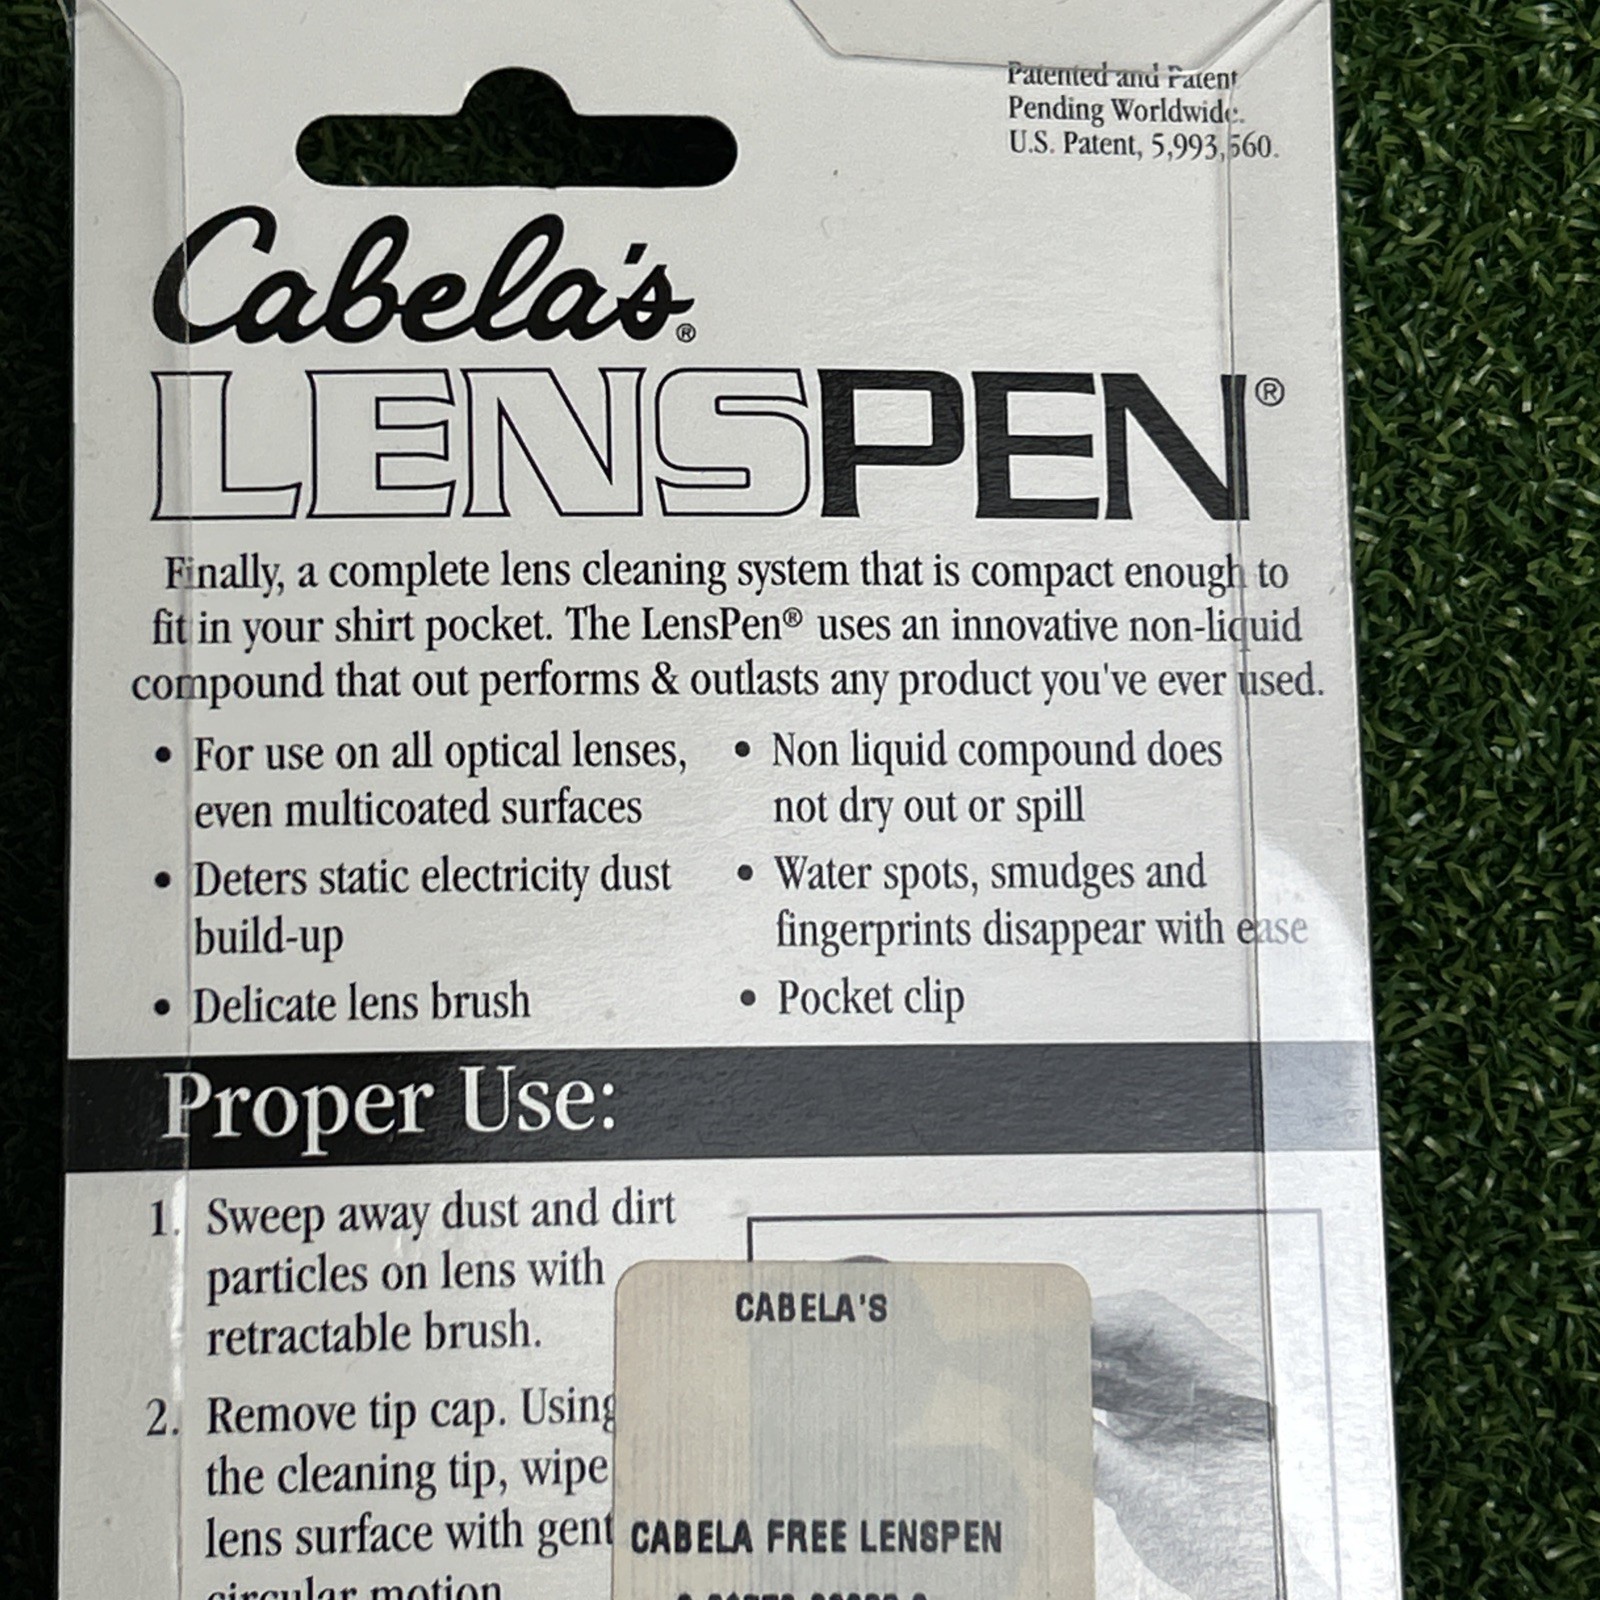 Patented and Patent
Pending Worldwide.
U.S. Patent, 5,993,560.
Cabela's®
LENSPEN®
Finally, a complete lens cleaning system that is compact enough to
fit in your shirt pocket. The LensPen® uses an innovative non-liquid
compound that out performs & outlasts any product you've ever used.
• For use on all optical lenses,
even multicoated surfaces
• Deters static electricity dust
build-up
• Delicate lens brush
• Non liquid compound does
not dry out or spill
• Water spots, smudges and
fingerprints disappear with ease
• Pocket clip
Proper Use:
1. Sweep away dust and dirt
particles on lens with
retractable brush.
2. Remove tip cap. Using
the cleaning tip, wipe
lens surface with gent
circular motion
CABELA'S
CABELA FREE LENSPEN